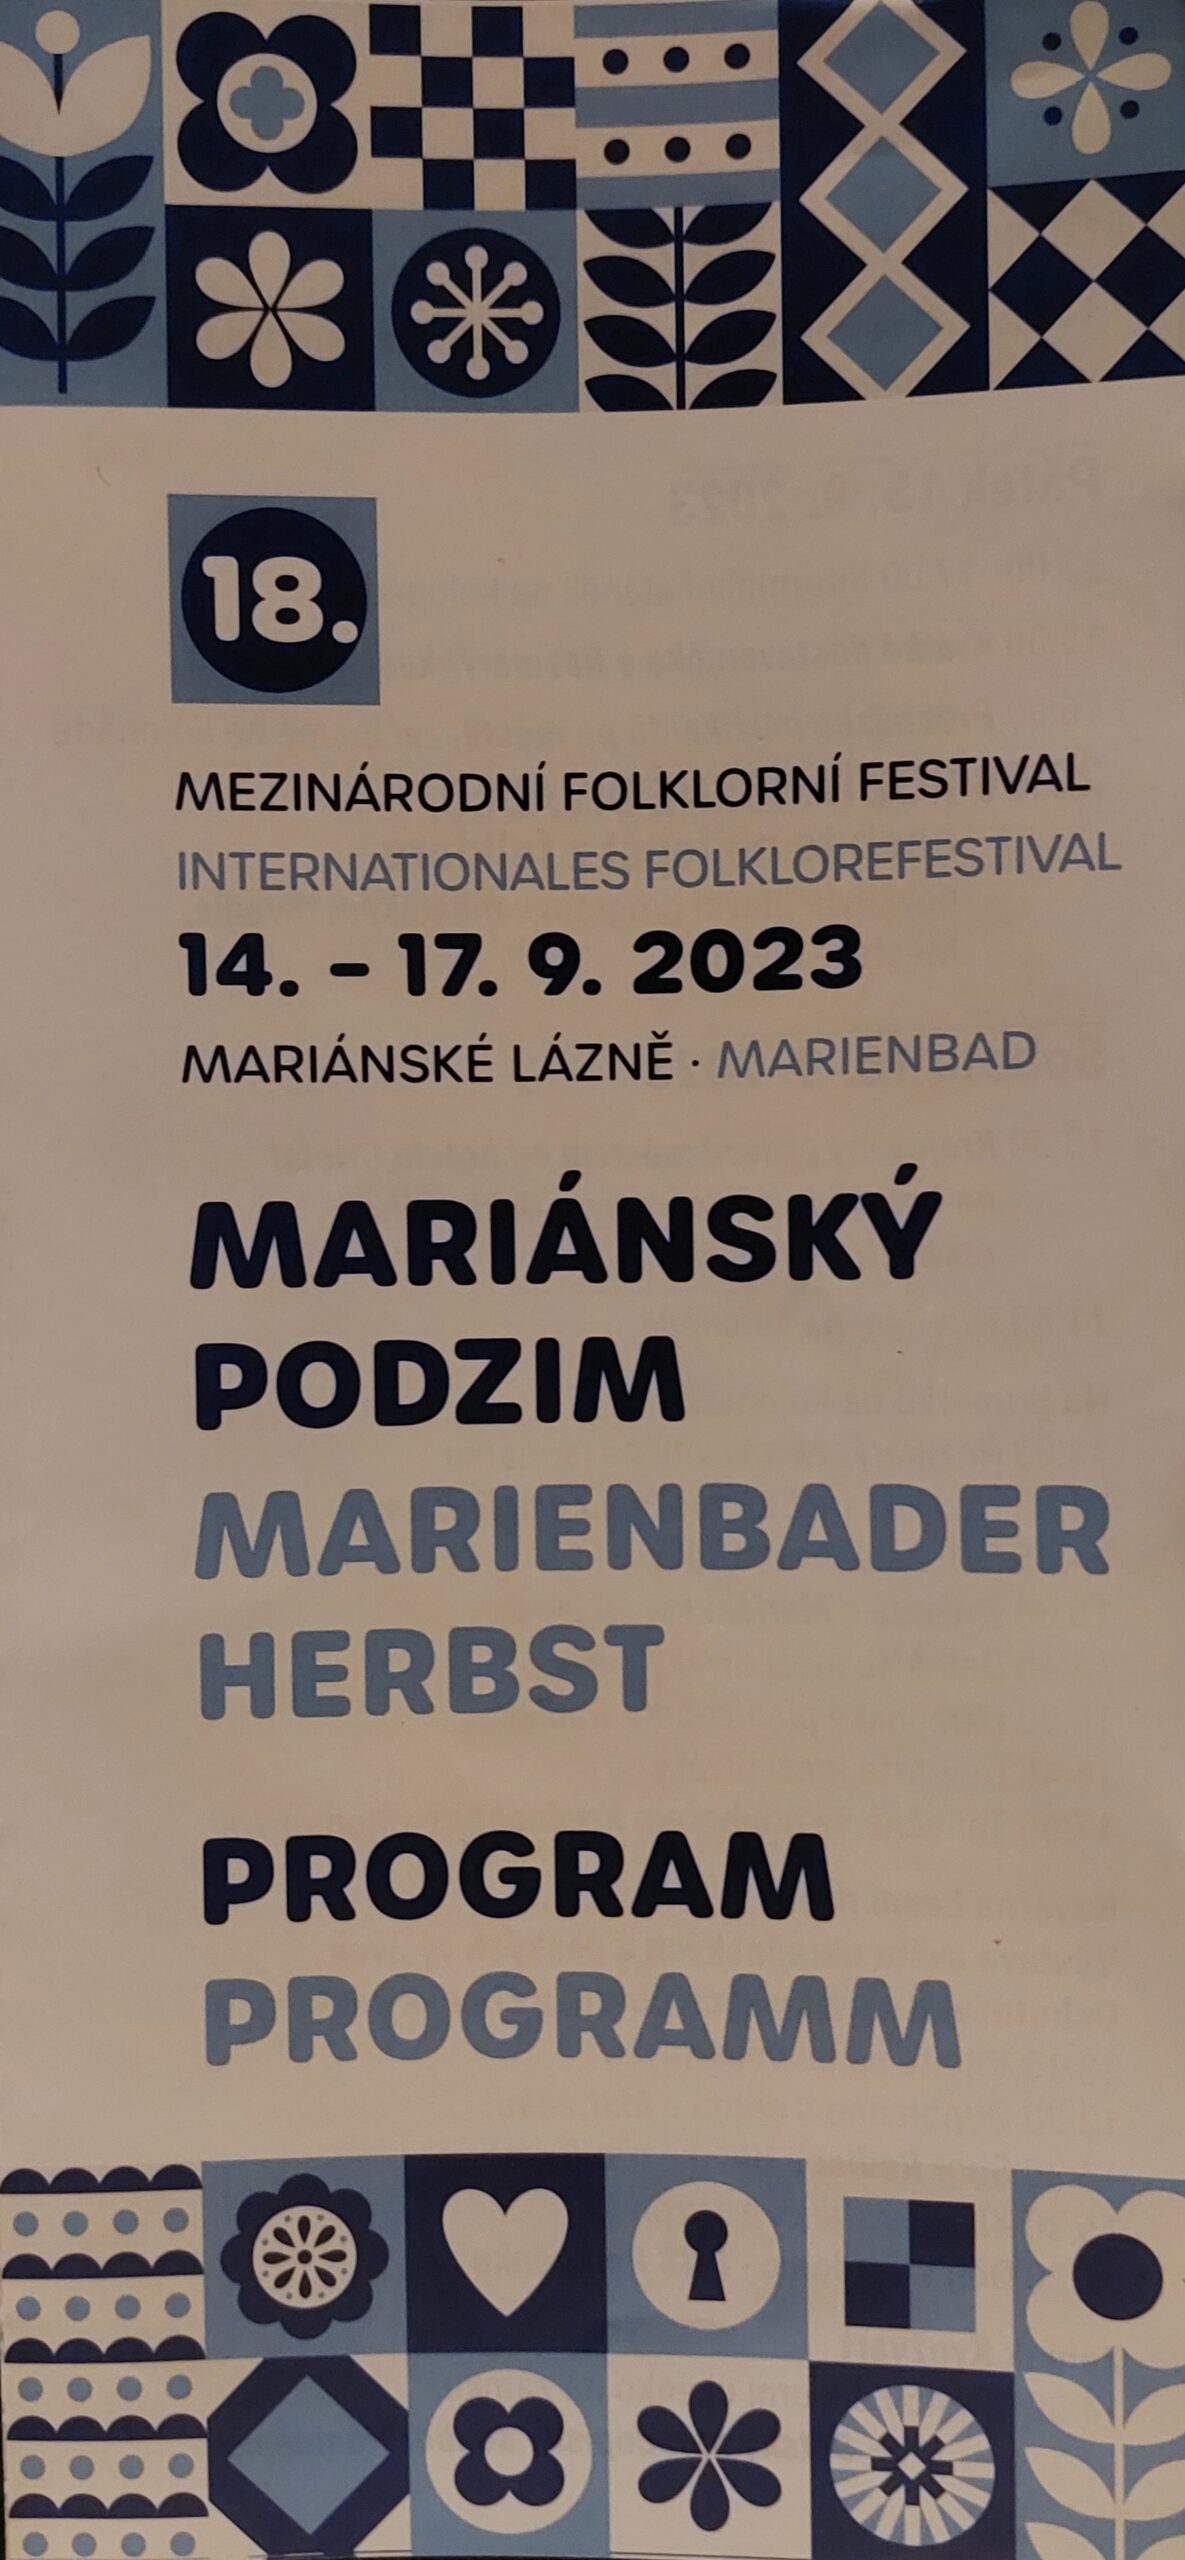 18.
MEZINÁRODNÍ FOLKLORNÍ FESTIVAL
INTERNATIONALES FOLKLOREFESTIVAL
14. – 17. 9. 2023
MARIÁNSKÉ LÁZNĚ · MARIENBAD
MARIÁNSKÝ
PODZIM
MARIENBADER
HERBST
PROGRAM
PROGRAMM